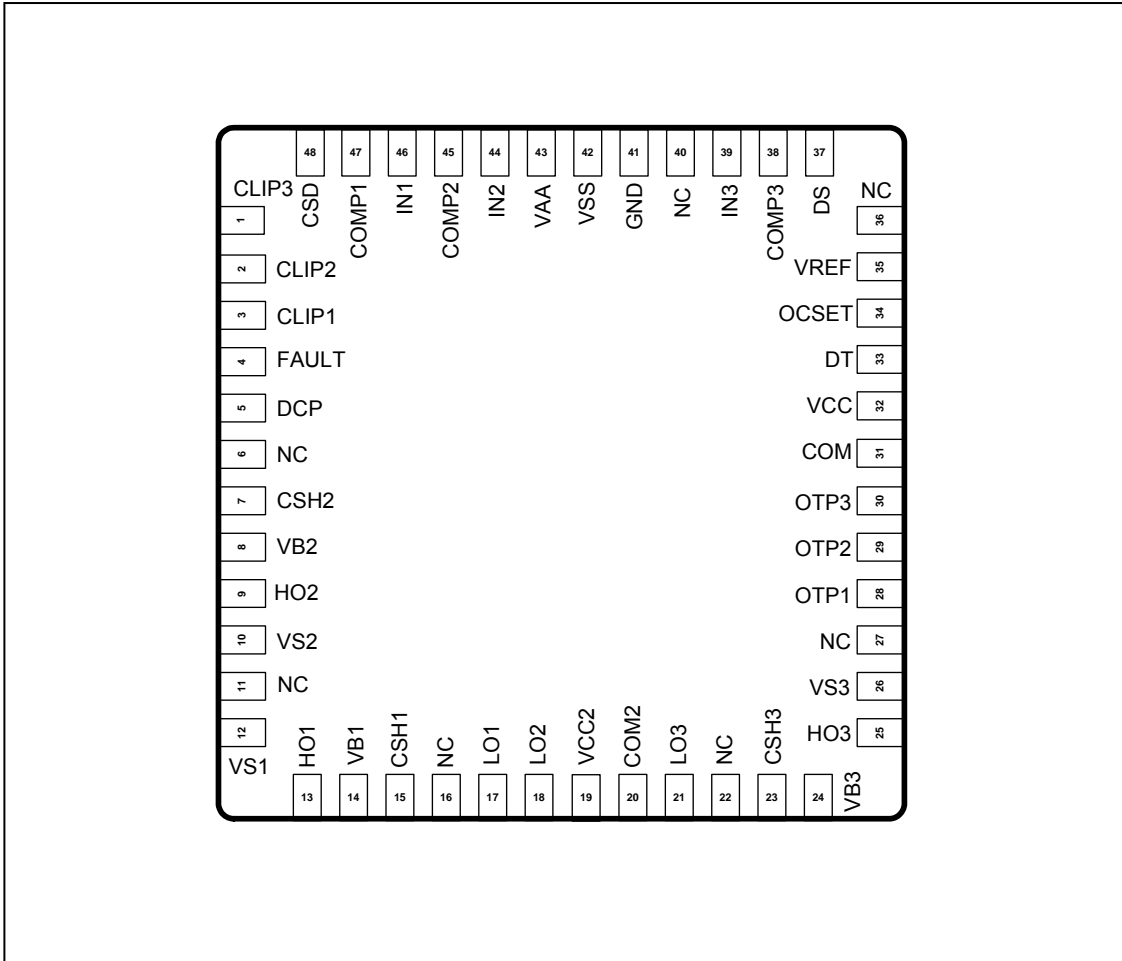 48 47 46 45 44 43 42 41 40 39 38 37
CSD COMP1 IN1 COMP2 IN2 VAA VSS GND NC IN3 COMP3 DS
CLIP3
1
2 CLIP2
3 CLIP1
4 FAULT
5 DCP
6 NC
7 CSH2
8 VB2
9 HO2
10 VS2
11 NC
12
VS1
NC
36
VREF 35
OCSET 34
DT 33
VCC 32
COM 31
OTP3 30
OTP2 29
OTP1 28
NC 27
VS3 26
HO3 25
HO1 VB1 CSH1 NC LO1 LO2 VCC2 COM2 LO3 NC CSH3 VB3
13 14 15 16 17 18 19 20 21 22 23 24